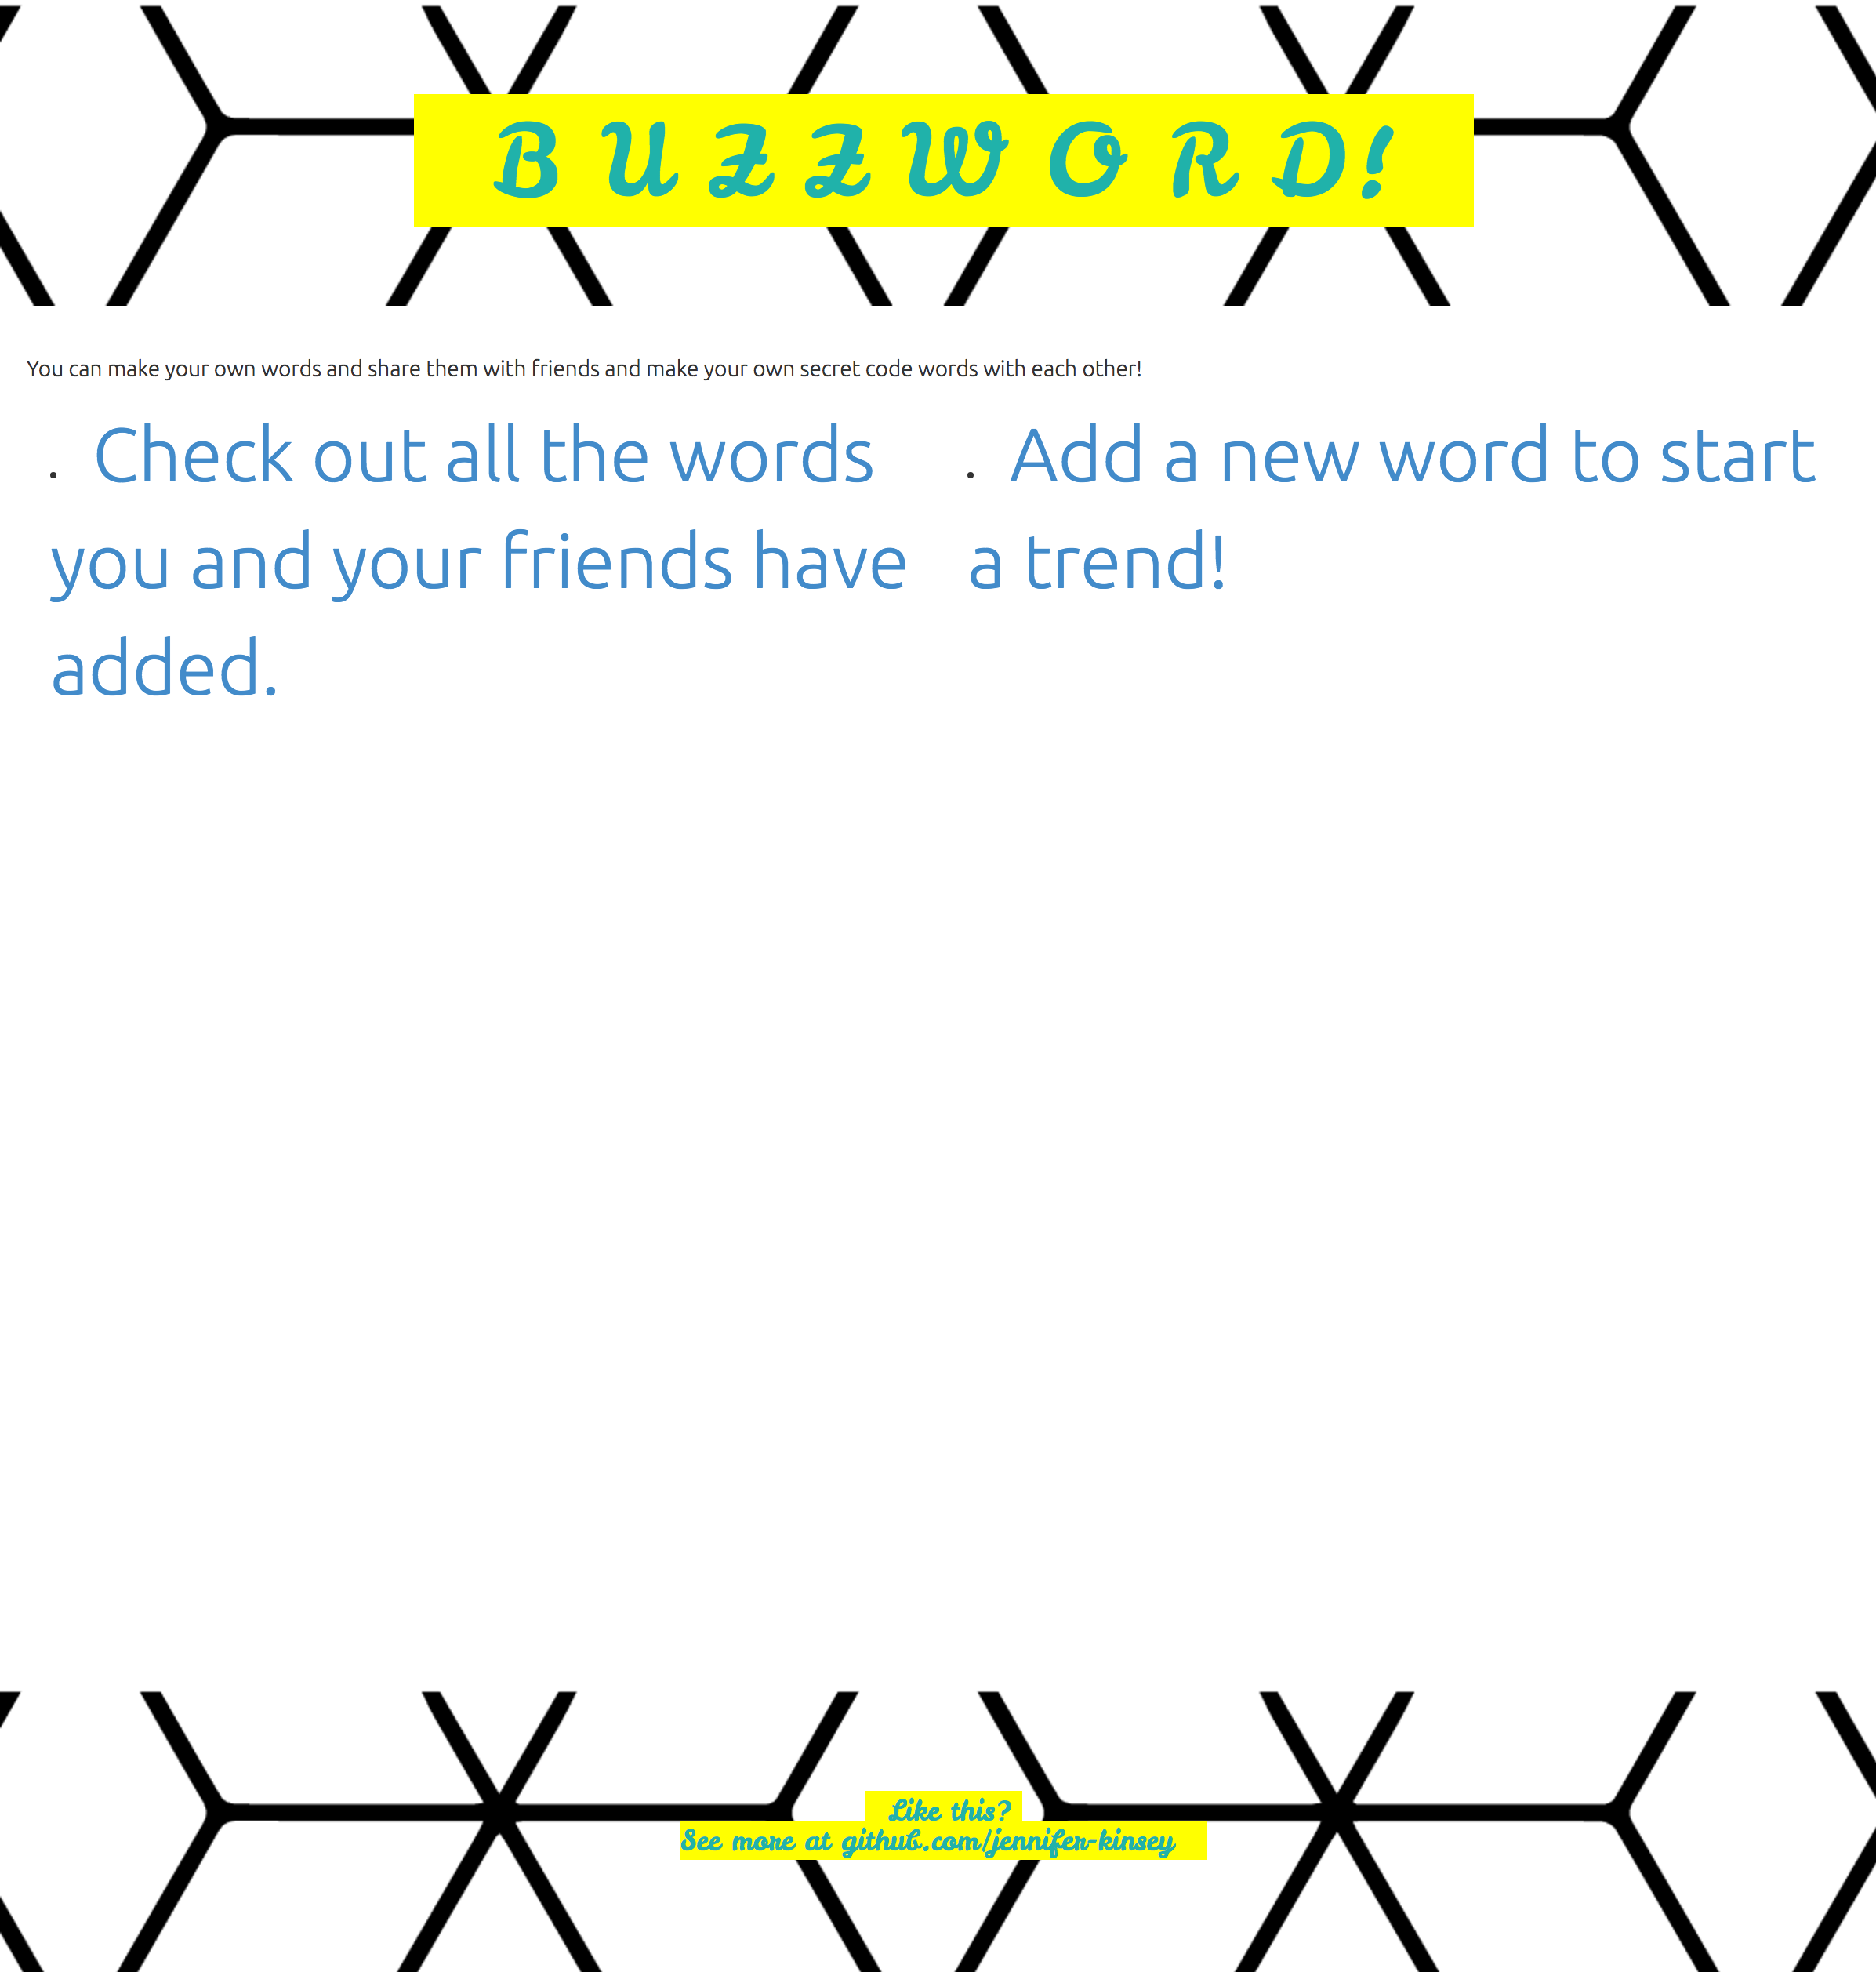 BUZZWORD!
You can make your own words and share them with friends and make your own secret code words with each other!
. Check out all the words
you and your friends have
added.
. Add a new word to start
a trend!
Like this?
See more at github.com/jennifer-kinsey